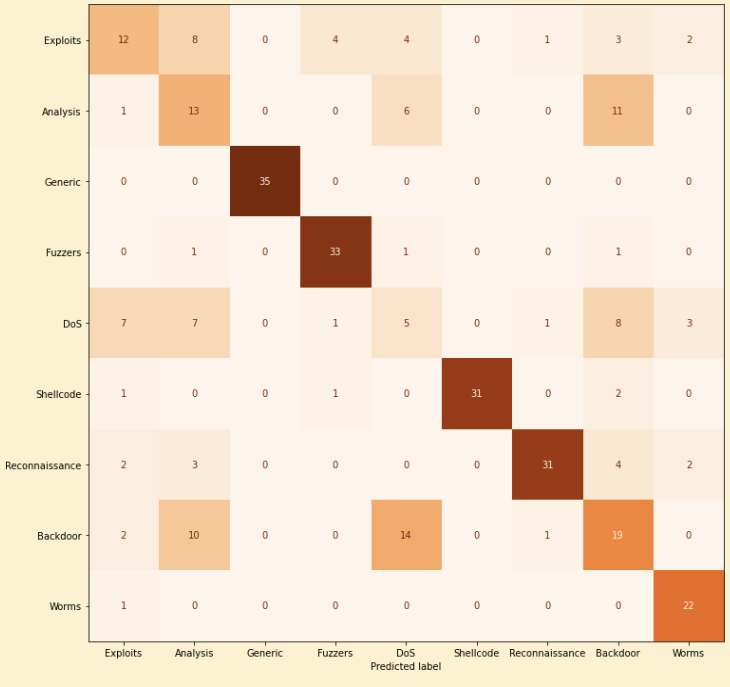 Exploits 12 8 0 4 4 0 1 3 2
Analysis 1 13 0 0 6 0 0 11 0
Generic 0 0 35 0 0 0 0 0 0
Fuzzers 0 1 0 33 1 0 0 1 0
DoS 7 7 0 1 5 0 1 8 3
Shellcode 1 0 0 1 0 31 0 2 0
Reconnaissance 2 3 0 0 0 0 31 4 2
Backdoor 2 10 0 0 14 0 1 19 0
Worms 1 0 0 0 0 0 0 0 22
Exploits Analysis Generic Fuzzers DoS Shellcode Reconnaissance Backdoor Worms
Predicted label